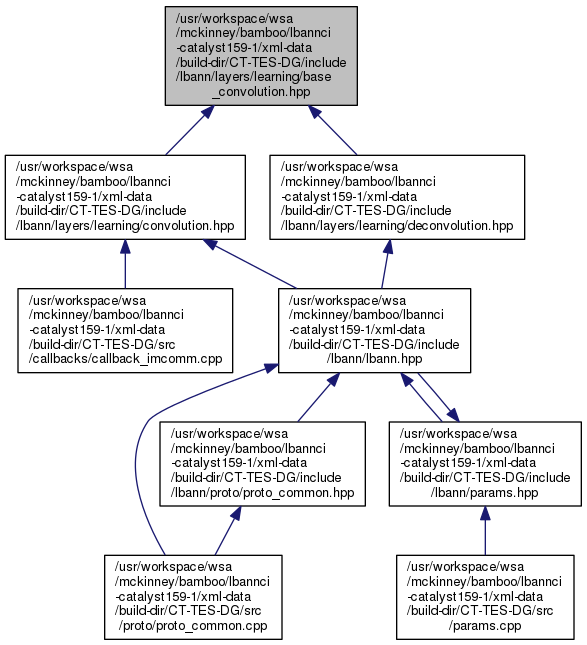 /usr/workspace/wsa
/mckinney/bamboo/lbannci
-catalyst159-1/xml-data
/build-dir/CT-TES-DG/include
/lbann/layers/learning/base
_convolution.hpp
/usr/workspace/wsa
/mckinney/bamboo/lbannci
-catalyst159-1/xml-data
/build-dir/CT-TES-DG/include
/lbann/layers/learning/convolution.hpp
/usr/workspace/wsa
/mckinney/bamboo/lbannci
-catalyst159-1/xml-data
/build-dir/CT-TES-DG/include
/lbann/layers/learning/deconvolution.hpp
/usr/workspace/wsa
/mckinney/bamboo/lbannci
-catalyst159-1/xml-data
/build-dir/CT-TES-DG/src
/callbacks/callback_imcomm.cpp
/usr/workspace/wsa
/mckinney/bamboo/lbannci
-catalyst159-1/xml-data
/build-dir/CT-TES-DG/include
/lbann/lbann.hpp
/usr/workspace/wsa
/mckinney/bamboo/lbannci
-catalyst159-1/xml-data
/build-dir/CT-TES-DG/include
/lbann/proto/proto_common.hpp
/usr/workspace/wsa
/mckinney/bamboo/lbannci
-catalyst159-1/xml-data
/build-dir/CT-TES-DG/include
/lbann/params.hpp
/usr/workspace/wsa
/mckinney/bamboo/lbannci
-catalyst159-1/xml-data
/build-dir/CT-TES-DG/src
/proto/proto_common.cpp
/usr/workspace/wsa
/mckinney/bamboo/lbannci
-catalyst159-1/xml-data
/build-dir/CT-TES-DG/src
/params.cpp